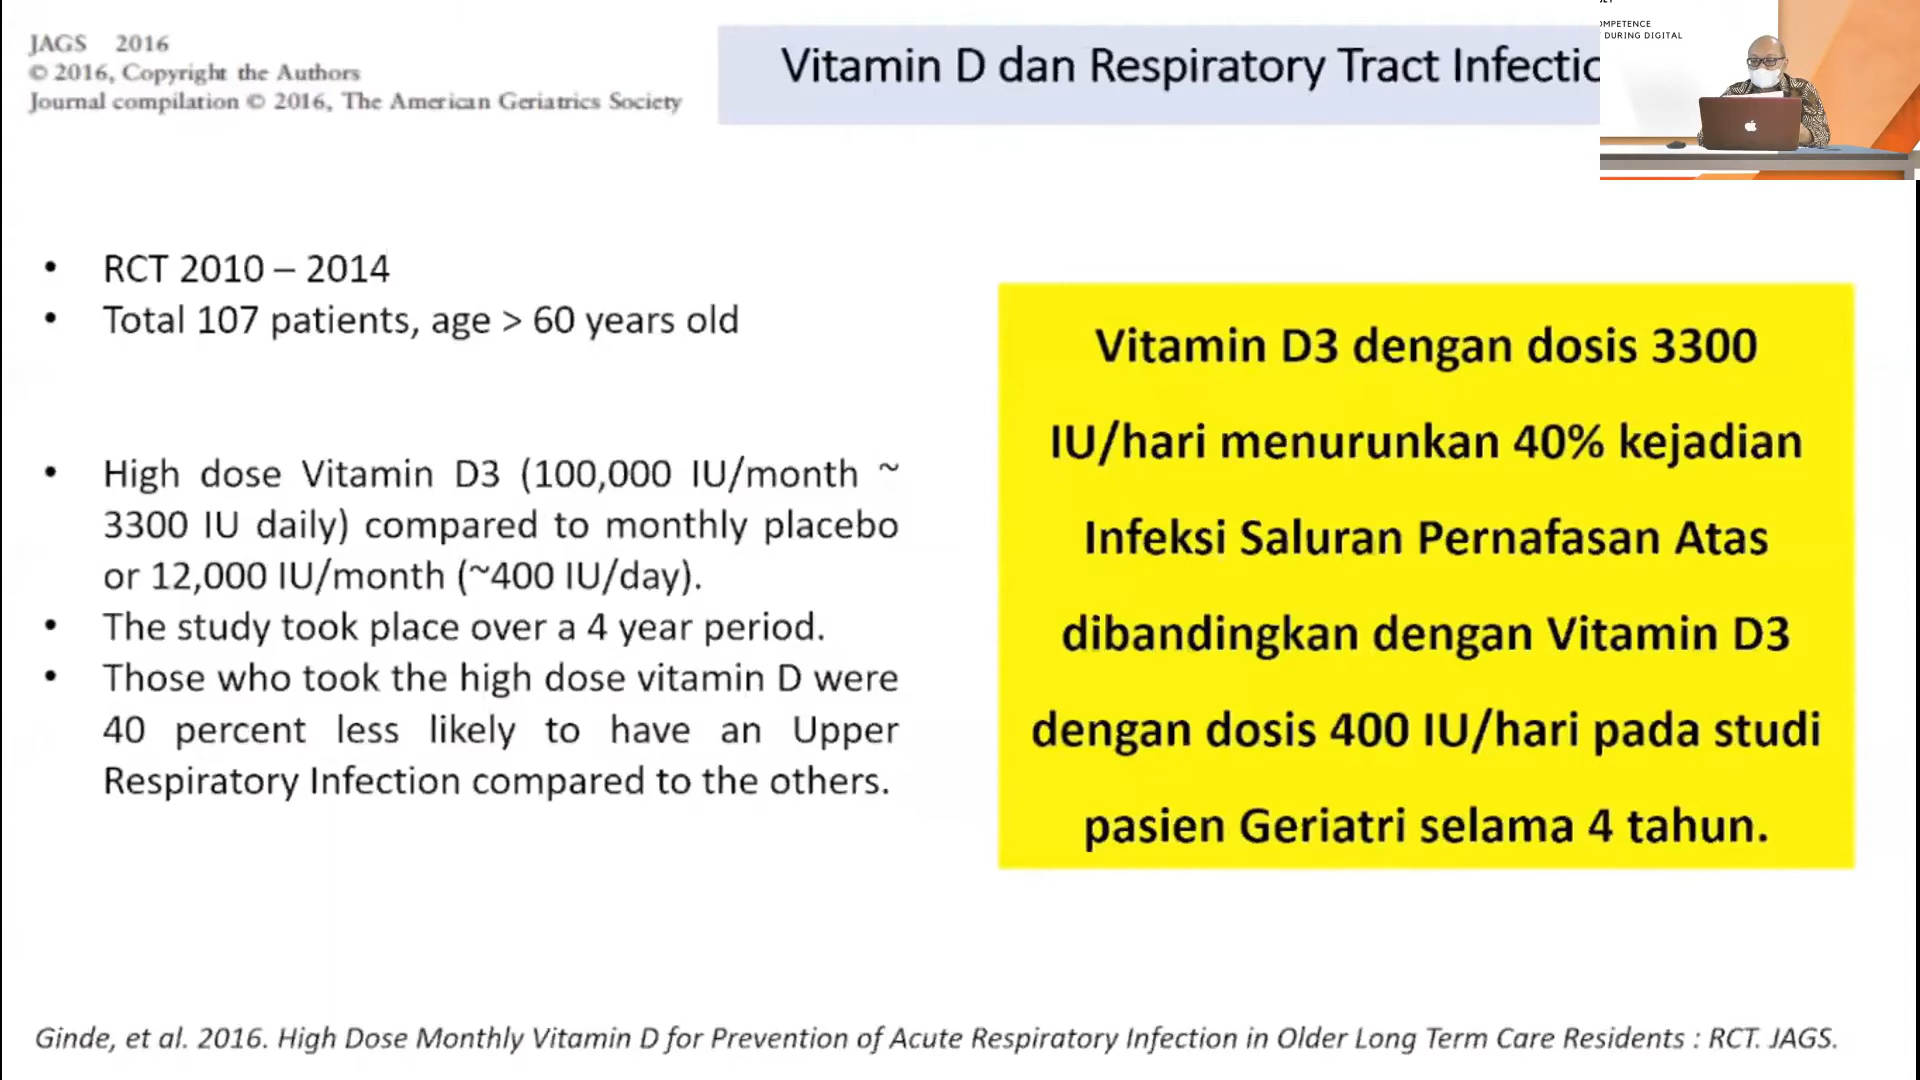 JAGS 2016
© 2016, Copyright the Authors
Journal compilation © 2016, The American Geriatrics Society
Vitamin D dan Respiratory Tract Infectio
OMPETENCE
DURING DIGITAL
• RCT 2010 – 2014
• Total 107 patients, age > 60 years old
• High dose Vitamin D3 (100,000 IU/month ~
3300 IU daily) compared to monthly placebo
or 12,000 IU/month (~400 IU/day).
• The study took place over a 4 year period.
• Those who took the high dose vitamin D were
40 percent less likely to have an Upper
Respiratory Infection compared to the others.
Vitamin D3 dengan dosis 3300
IU/hari menurunkan 40% kejadian
Infeksi Saluran Pernafasan Atas
dibandingkan dengan Vitamin D3
dengan dosis 400 IU/hari pada studi
pasien Geriatri selama 4 tahun.
Ginde, et al. 2016. High Dose Monthly Vitamin D for Prevention of Acute Respiratory Infection in Older Long Term Care Residents : RCT. JAGS.